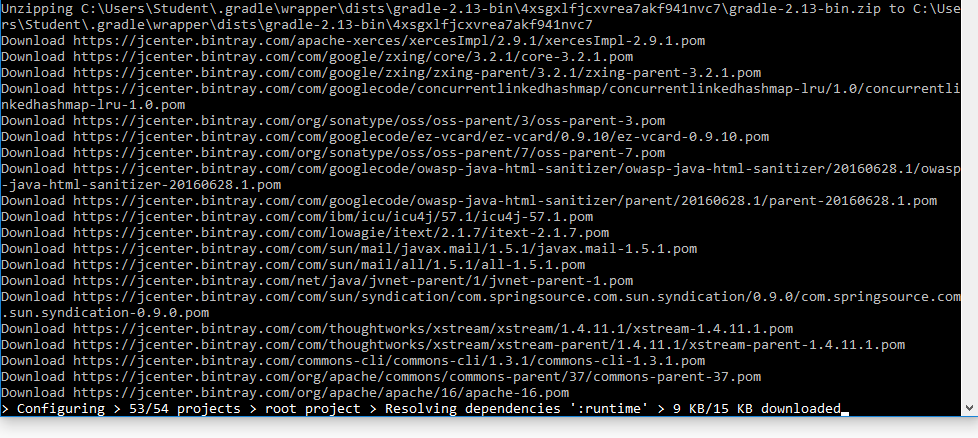 Unzipping C:\Users\Student\.gradle\wrapper\dists\gradle-2.13-bin\4xsgxlfjcxvrea7akf941nvc7\gradle-2.13-bin.zip to C:\Use
rs\Student\.gradle\wrapper\dists\gradle-2.13-bin\4xsgxlfjcxvrea7akf941nvc7
Download https://jcenter.bintray.com/apache-xerces/xercesImpl/2.9.1/xercesImpl-2.9.1.pom
Download https://jcenter.bintray.com/com/google/zxing/core/3.2.1/core-3.2.1.pom
Download https://jcenter.bintray.com/com/google/zxing/zxing-parent/3.2.1/zxing-parent-3.2.1.pom
Download https://jcenter.bintray.com/com/googlecode/concurrentlinkedhashmap/concurrentlinkedhashmap-lru/1.0/concurrentli
nkedhashmap-lru-1.0.pom
Download https://jcenter.bintray.com/org/sonatype/oss/oss-parent/3/oss-parent-3.pom
Download https://jcenter.bintray.com/com/googlecode/ez-vcard/ez-vcard/0.9.10/ez-vcard-0.9.10.pom
Download https://jcenter.bintray.com/org/sonatype/oss/oss-parent/7/oss-parent-7.pom
Download https://jcenter.bintray.com/com/googlecode/owasp-java-html-sanitizer/owasp-java-html-sanitizer/20160628.1/owasp
-java-html-sanitizer-20160628.1.pom
Download https://jcenter.bintray.com/com/googlecode/owasp-java-html-sanitizer/parent/20160628.1/parent-20160628.1.pom
Download https://jcenter.bintray.com/com/ibm/icu/icu4j/57.1/icu4j-57.1.pom
Download https://jcenter.bintray.com/com/lowagie/itext/2.1.7/itext-2.1.7.pom
Download https://jcenter.bintray.com/com/sun/mail/javax.mail/1.5.1/javax.mail-1.5.1.pom
Download https://jcenter.bintray.com/com/sun/mail/all/1.5.1/all-1.5.1.pom
Download https://jcenter.bintray.com/net/java/jvnet-parent/1/jvnet-parent-1.pom
Download https://jcenter.bintray.com/com/sun/syndication/com.springsource.com.sun.syndication/0.9.0/com.springsource.com
.sun.syndication-0.9.0.pom
Download https://jcenter.bintray.com/com/thoughtworks/xstream/xstream/1.4.11.1/xstream-1.4.11.1.pom
Download https://jcenter.bintray.com/com/thoughtworks/xstream/xstream-parent/1.4.11.1/xstream-parent-1.4.11.1.pom
Download https://jcenter.bintray.com/commons-cli/commons-cli/1.3.1/commons-cli-1.3.1.pom
Download https://jcenter.bintray.com/org/apache/commons/commons-parent/37/commons-parent-37.pom
Download https://jcenter.bintray.com/org/apache/apache/16/apache-16.pom
> Configuring > 53/54 projects > root project > Resolving dependencies ':runtime' > 9 KB/15 KB downloaded